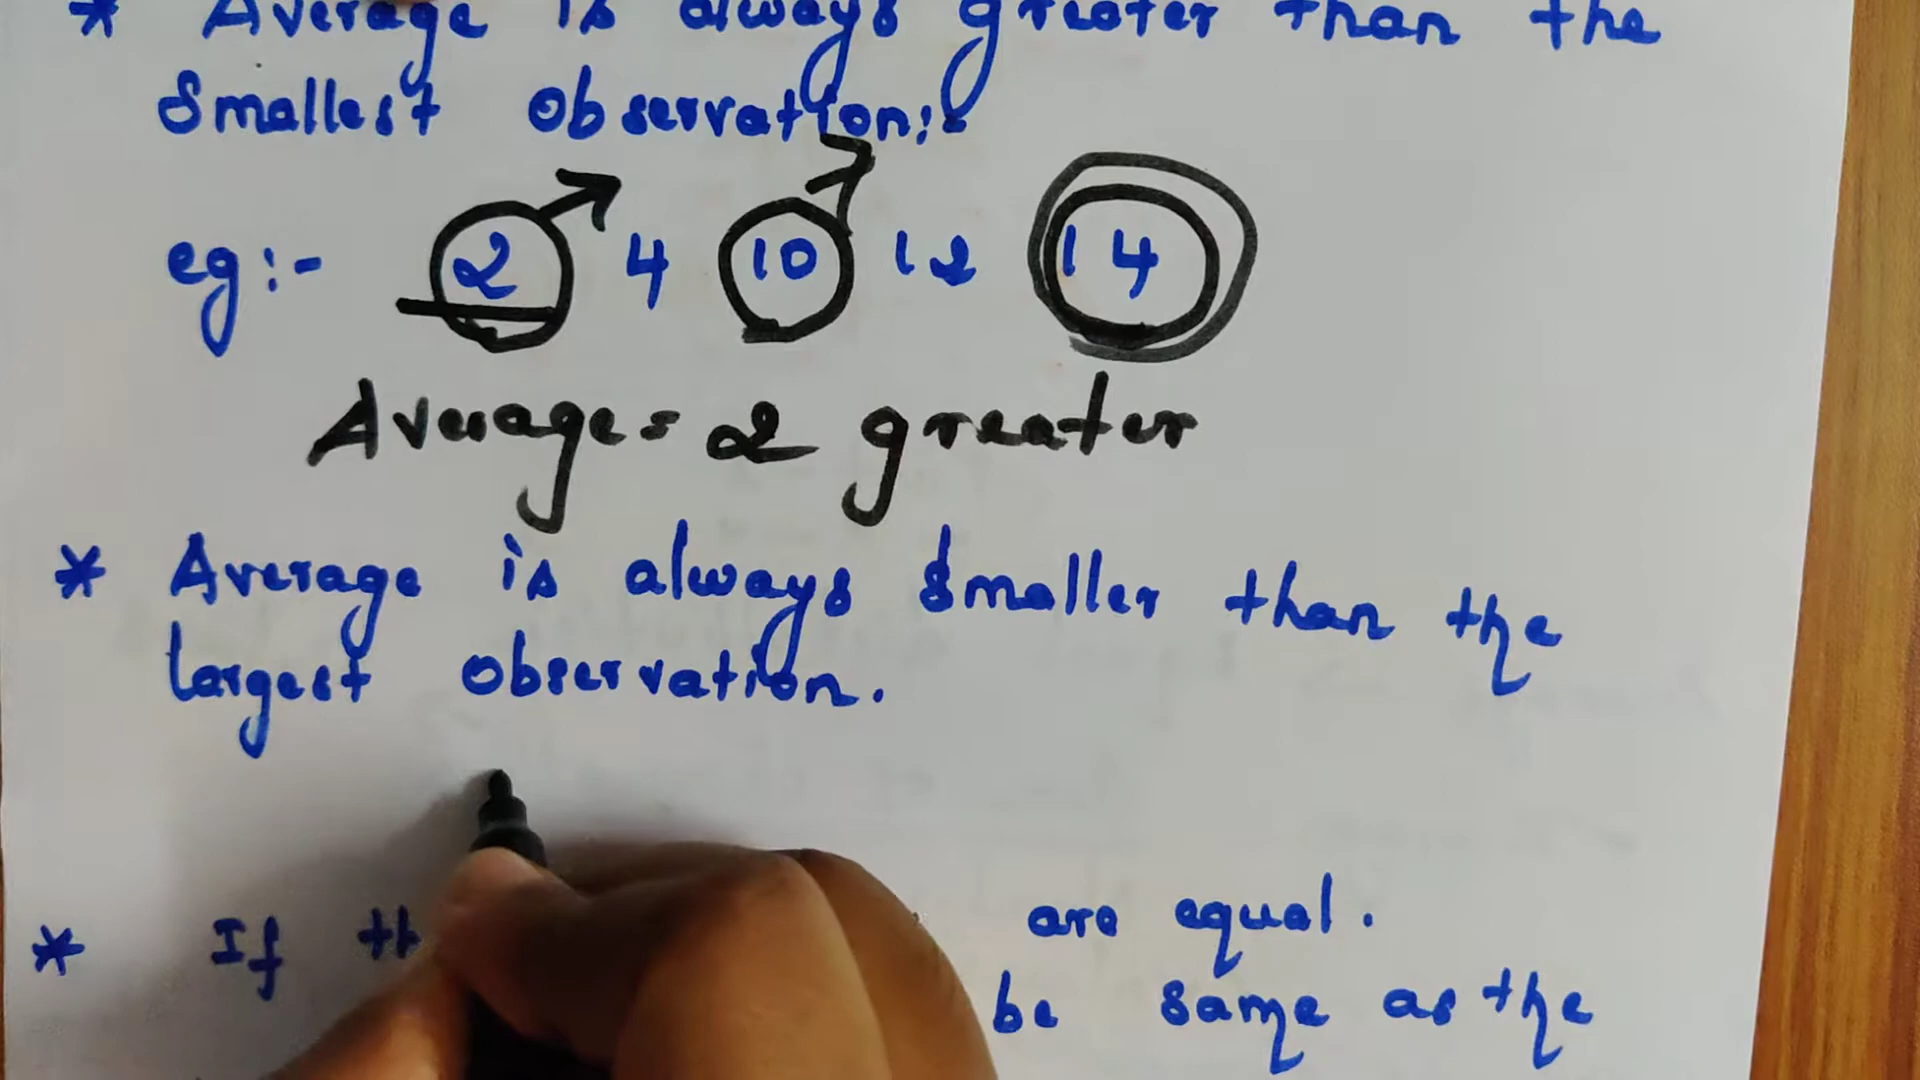 * Average is always greater than the
smallest observation:-
eg:- 2 4 10 12 14
Average = 2 greater
* Average is always smaller than the
largest observation.
* If th are equal.
be same as the